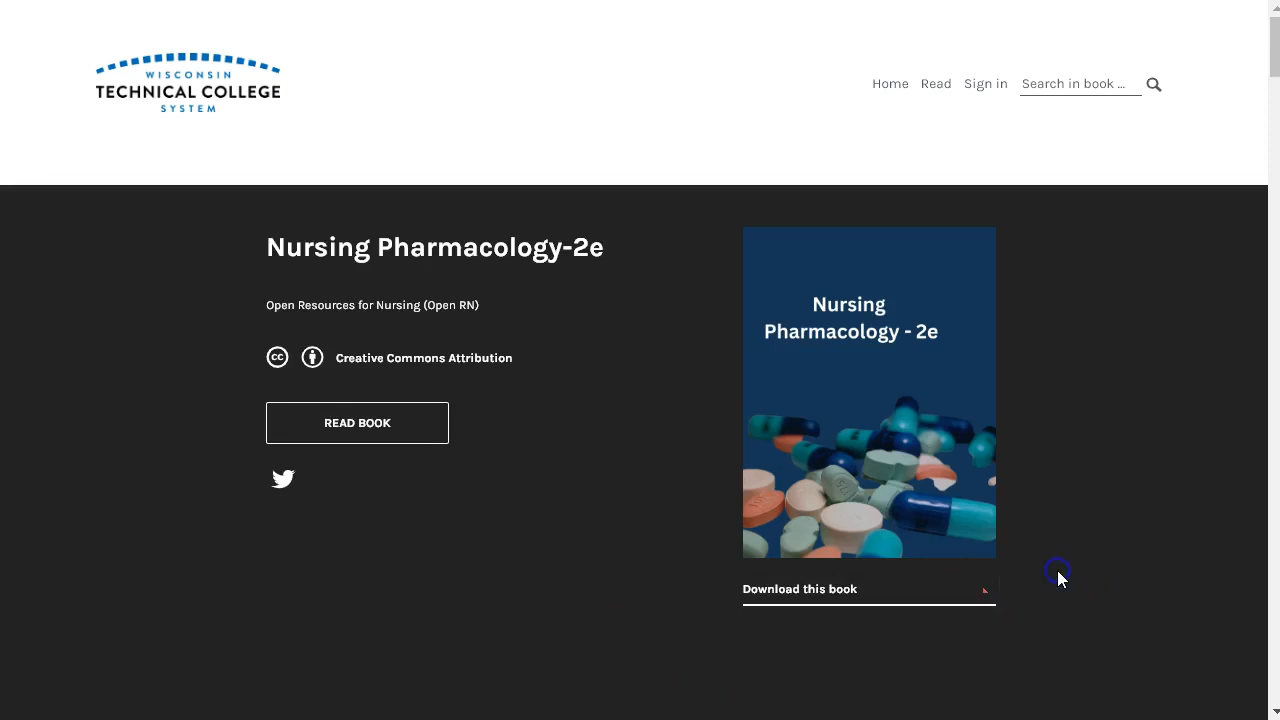 WISCONSIN
TECHNICAL COLLEGE
SYSTEM
Home Read Sign in Search in book ...
Nursing Pharmacology-2e
Open Resources for Nursing (Open RN)
CC Creative Commons Attribution
READ BOOK
Nursing
Pharmacology - 2e
Download this book